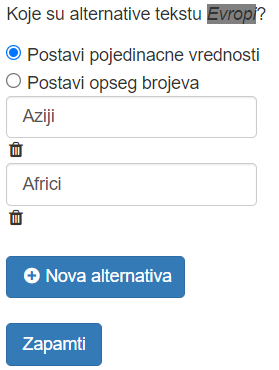 Koje su alternative tekstu Evropi?
Postavi pojedinacne vrednosti
Postavi opseg brojeva
Aziji
Africi
Nova alternativa
Zapamti